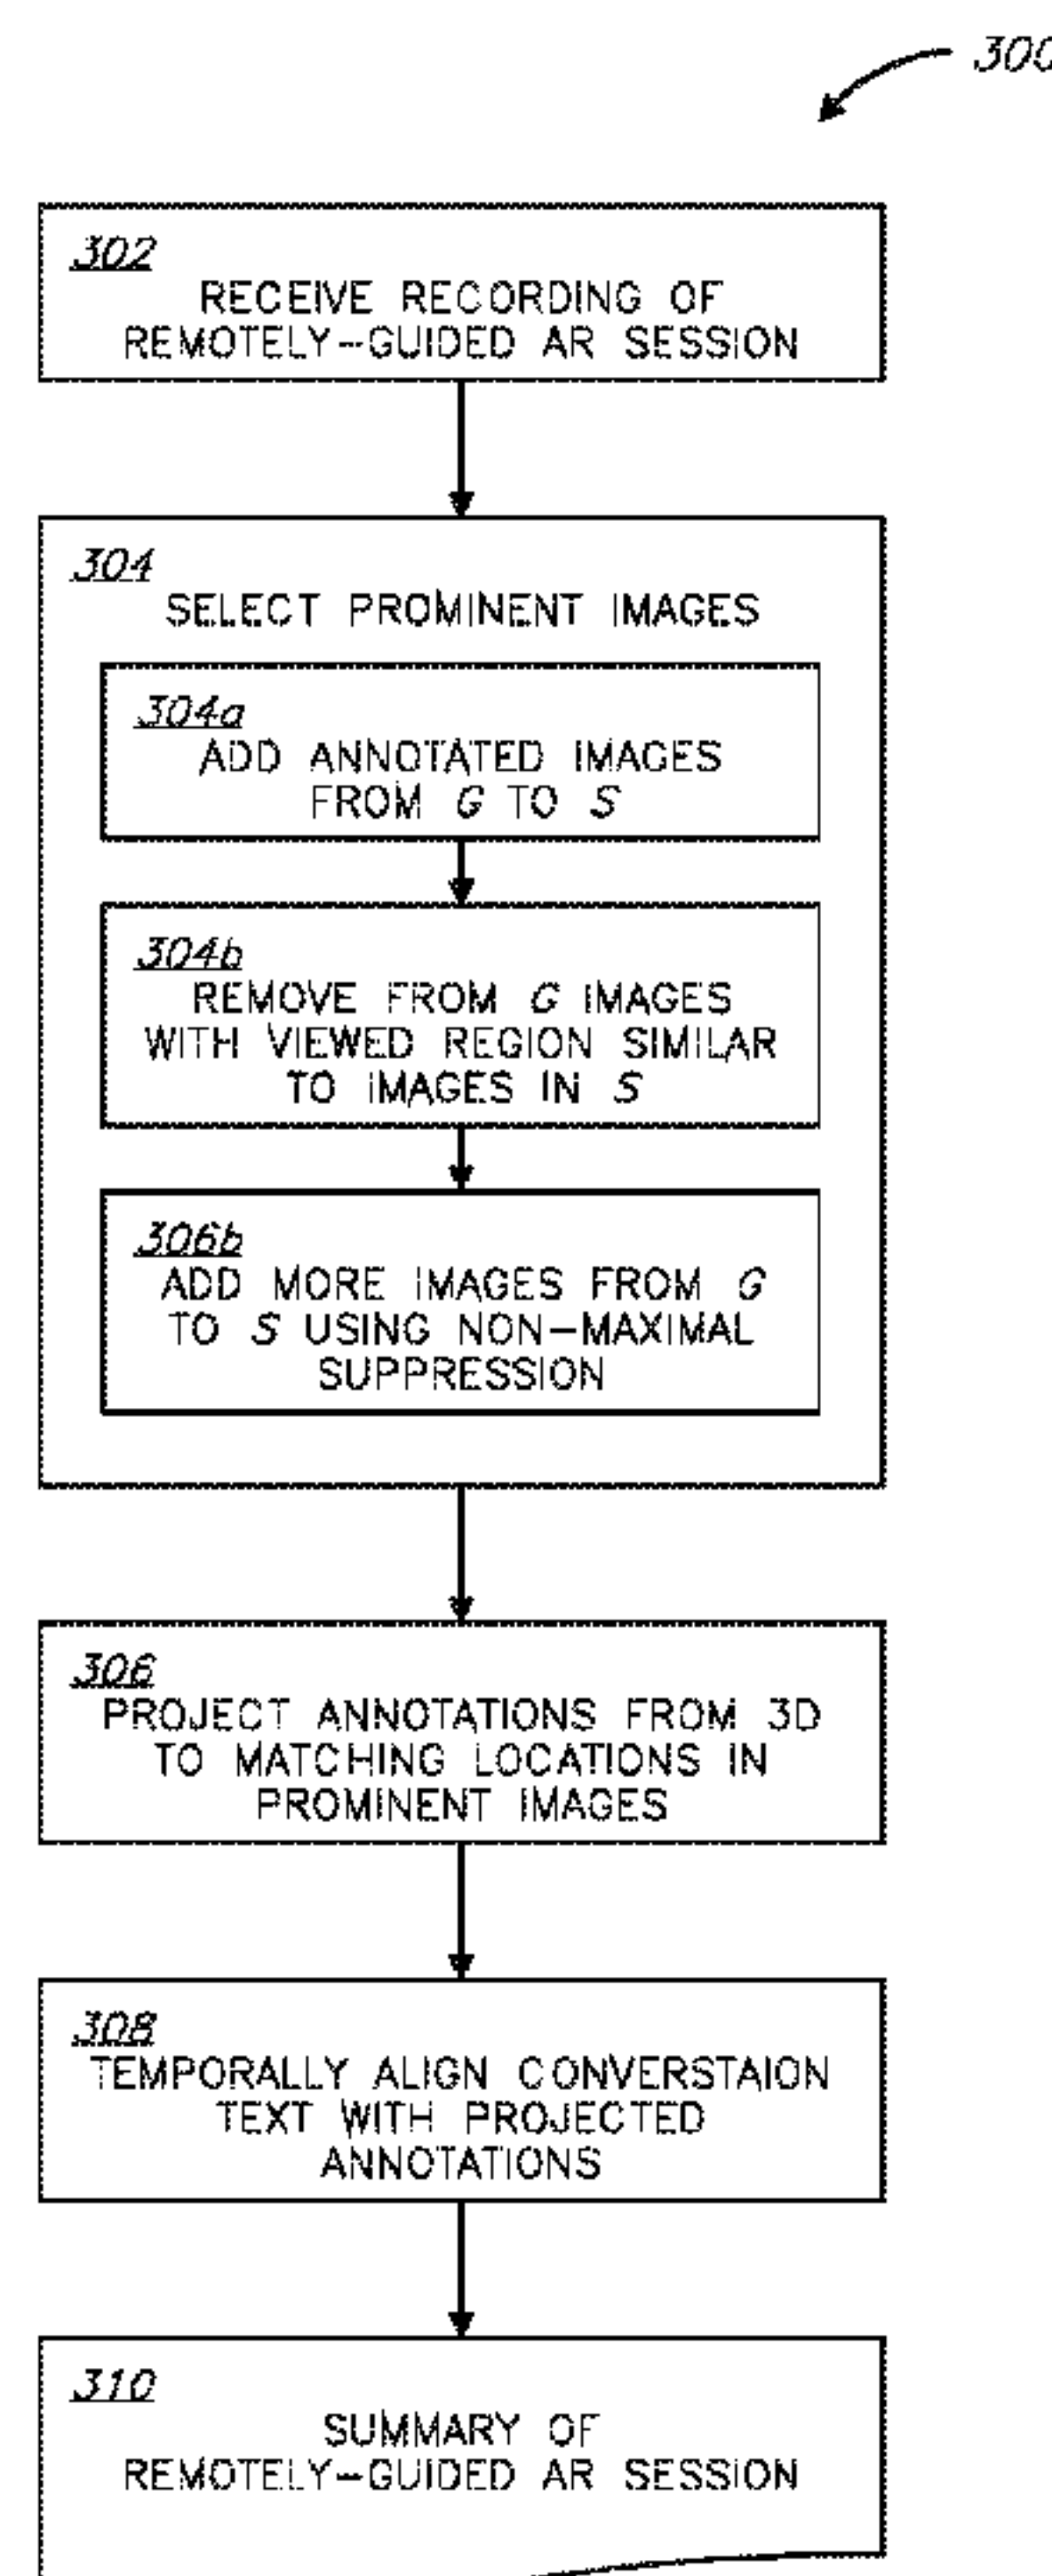 300
302
RECEIVE RECORDING OF
REMOTELY-GUIDED AR SESSION
304
SELECT PROMINENT IMAGES
304a
ADD ANNOTATED IMAGES
FROM G TO S
304b
REMOVE FROM G IMAGES
WITH VIEWED REGION SIMILAR
TO IMAGES IN S
306b
ADD MORE IMAGES FROM G
TO S USING NON-MAXIMAL
SUPPRESSION
306
PROJECT ANNOTATIONS FROM 3D
TO MATCHING LOCATIONS IN
PROMINENT IMAGES
308
TEMPORALLY ALIGN CONVERSTAION
TEXT WITH PROJECTED
ANNOTATIONS
310
SUMMARY OF
REMOTELY-GUIDED AR SESSION